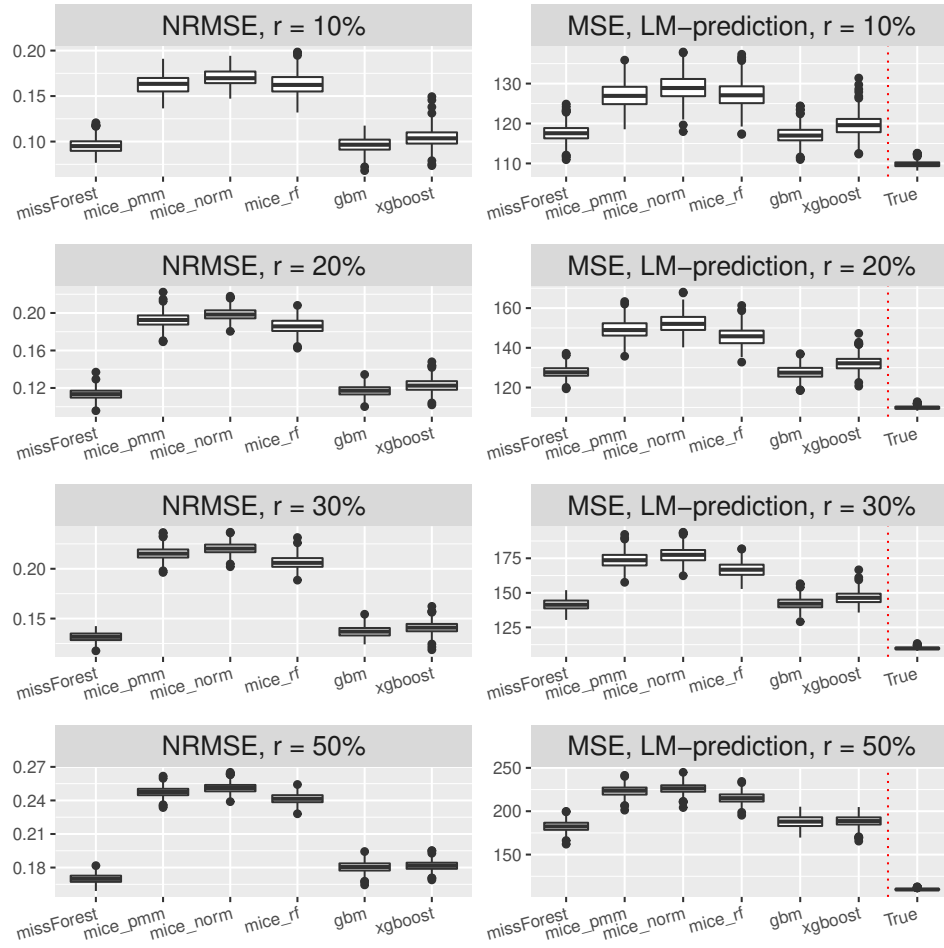 NRMSE, r = 10%
0.20
0.15
0.10
missForest mice_pmm mice_norm mice_rf gbm xgboost
MSE, LM−prediction, r = 10%
130
120
110
missForest mice_pmm mice_norm mice_rf gbm xgboost True
NRMSE, r = 20%
0.20
0.16
0.12
missForest mice_pmm mice_norm mice_rf gbm xgboost
MSE, LM−prediction, r = 20%
160
140
120
missForest mice_pmm mice_norm mice_rf gbm xgboost True
NRMSE, r = 30%
0.20
0.15
missForest mice_pmm mice_norm mice_rf gbm xgboost
MSE, LM−prediction, r = 30%
175
150
125
missForest mice_pmm mice_norm mice_rf gbm xgboost True
NRMSE, r = 50%
0.27
0.24
0.21
0.18
missForest mice_pmm mice_norm mice_rf gbm xgboost
MSE, LM−prediction, r = 50%
250
200
150
missForest mice_pmm mice_norm mice_rf gbm xgboost True